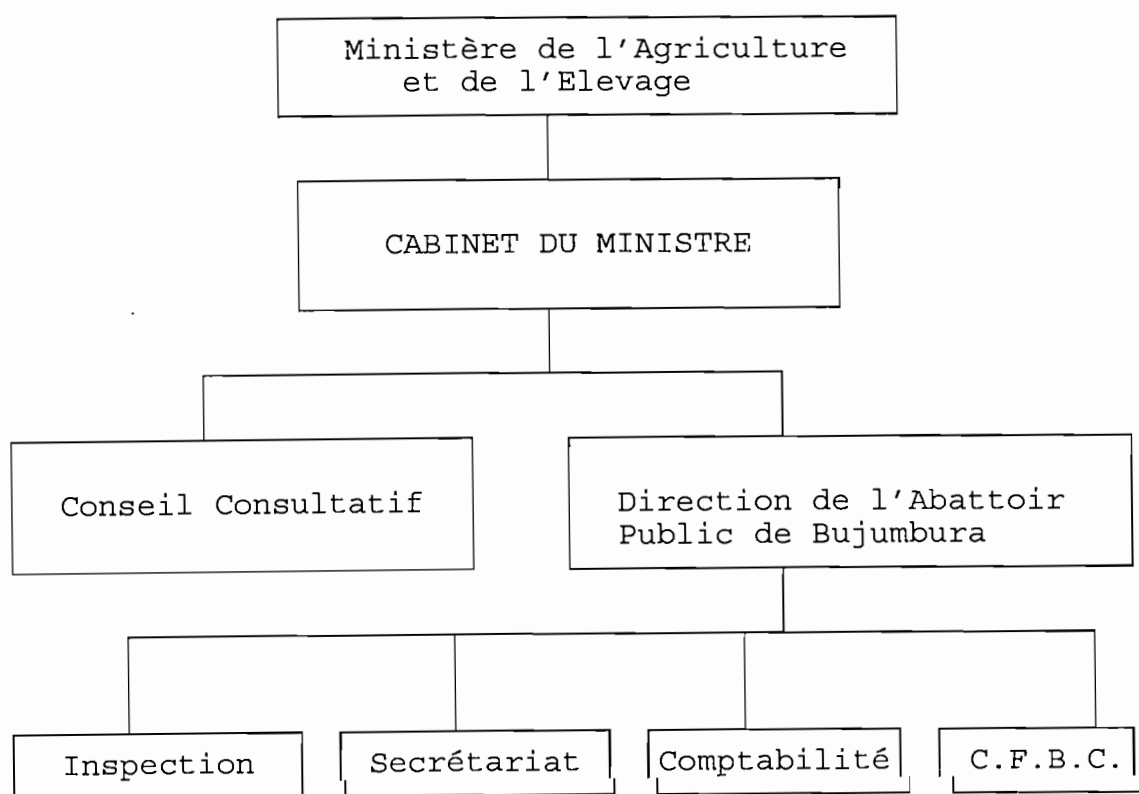 Ministère de l'Agriculture
et de l'Elevage
CABINET DU MINISTRE
Conseil Consultatif
Direction de l'Abattoir
Public de Bujumbura
Inspection
Secrétariat
Comptabilité
C.F.B.C.